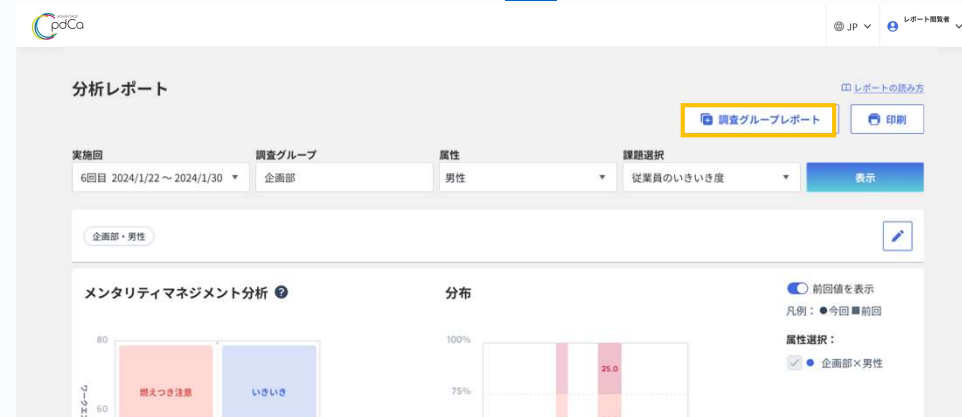 ADVANTAGE
pdCa
JP
レポート閲覧者
分析レポート
レポートの読み方
調査グループレポート
印刷
実施回
調査グループ
属性
課題選択
6回目 2024/1/22 ～ 2024/1/30
企画部
男性
従業員のいきいき度
表示
企画部・男性
メンタリティマネジメント分析
分布
前回値を表示
凡例：●今回■前回
80
100%
属性選択：
25.0
企画部×男性
燃えつき注意
いきいき
75%
60